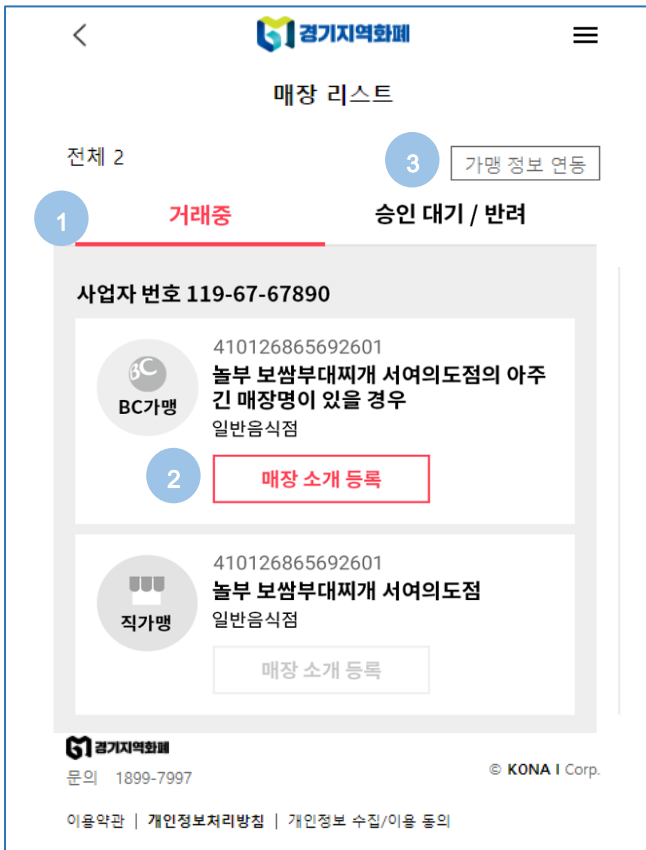 경기지역화폐
매장 리스트
전체 2
3 가맹 정보 연동
1 거래중 승인 대기 / 반려
사업자 번호 119-67-67890
410126865692601
BC
BC가맹
놀부 보쌈부대찌개 서여의도점의 아주
긴 매장명이 있을 경우
일반음식점
2 매장 소개 등록
410126865692601
직가맹
놀부 보쌈부대찌개 서여의도점
일반음식점
매장 소개 등록
경기지역화폐
문의 1899-7997
© KONA I Corp.
이용약관 | 개인정보처리방침 | 개인정보 수집/이용 동의